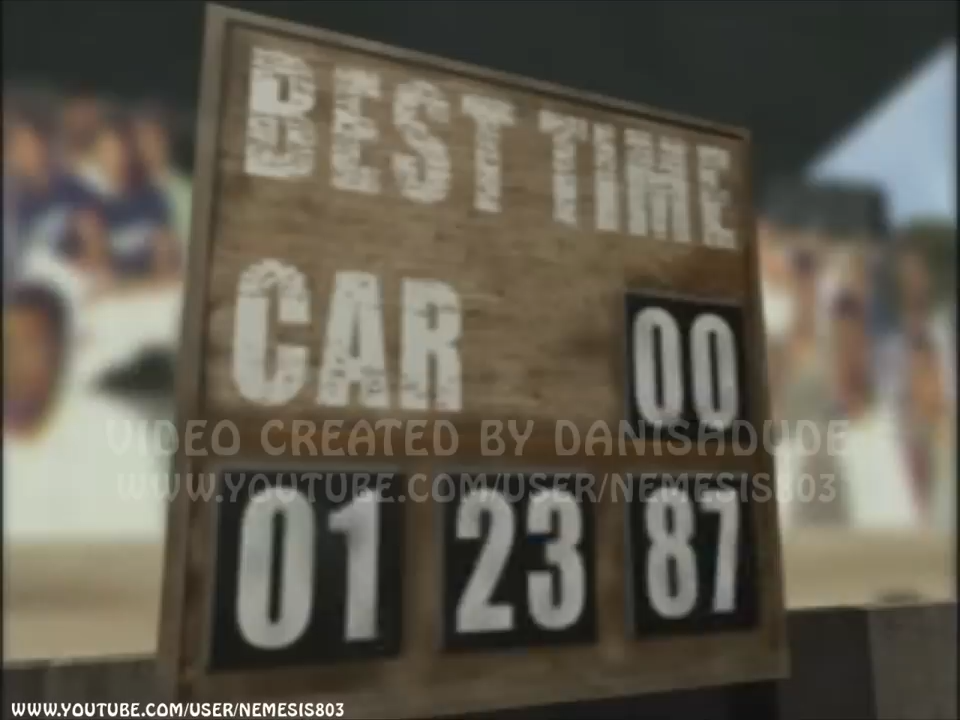 BEST TIME
CAR 00
VIDEO CREATED BY DANISHDUDE
WWW.YOUTUBE.COM/USER/NEMESIS803
01 23 87
WWW.YOUTUBE.COM/USER/NEMESIS803